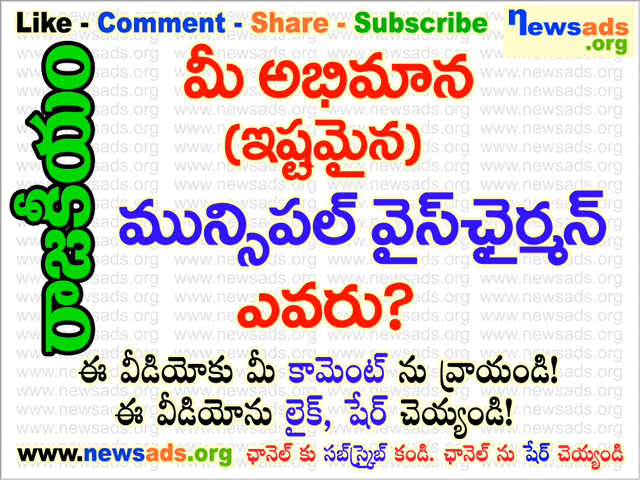 Like - Comment - Share - Subscribe
newsads
.org
రాజకీయం
మీ అభిమాన
(ఇష్టమైన)
మున్సిపల్ వైస్‌ఛైర్మన్
ఎవరు?
ఈ వీడియోకు మీ కామెంట్ ను వ్రాయండి!
ఈ వీడియోను లైక్, షేర్ చెయ్యండి!
www.newsads.org ఛానెల్ కు సబ్‌స్క్రైబ్ కండి. ఛానెల్ ను షేర్ చెయ్యండి